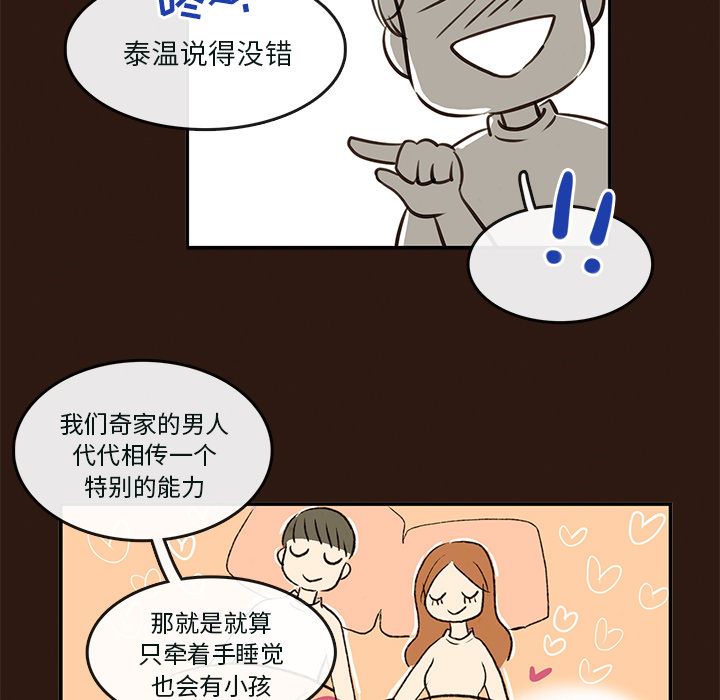 泰温说得没错
!!
我们奇家的男人
代代相传一个
特别的能力
那就是就算
只牵着手睡觉
也会有小孩